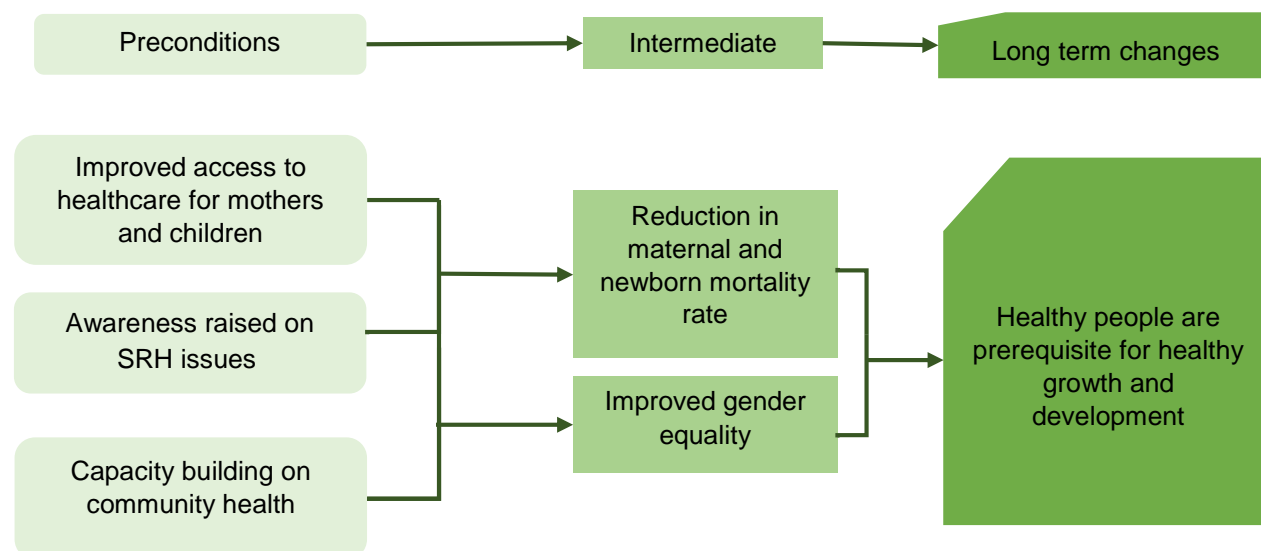 Preconditions
Intermediate
Long term changes
Improved access to
healthcare for mothers
and children
Awareness raised on
SRH issues
Capacity building on
community health
Reduction in
maternal and
newborn mortality
rate
Improved gender
equality
Healthy people are
prerequisite for healthy
growth and
development